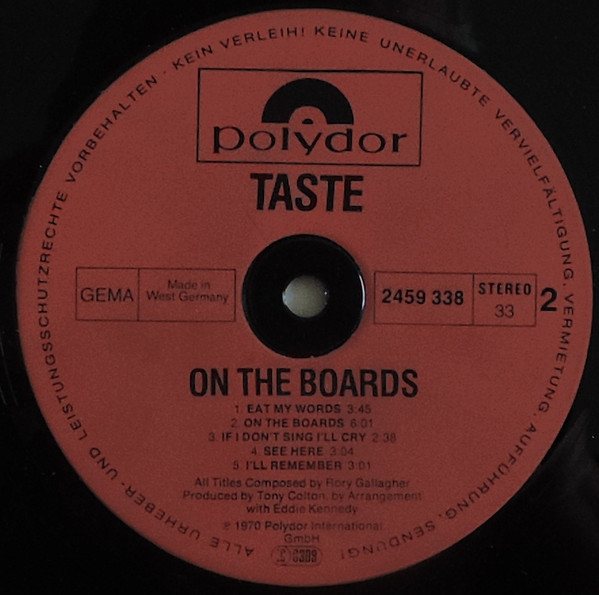 ALLE URHEBER- UND LEISTUNGSSCHUTZRECHTE VORBEHALTEN - KEIN VERLEIH! KEINE UNERLAUBTE VERVIELFÄLTIGUNG, VERMIETUNG, AUFFÜHRUNG, SENDUNG!
polydor
TASTE
GEMA
Made in
West Germany
2459 338
STEREO
33
2
ON THE BOARDS
1. EAT MY WORDS 3:45
2. ON THE BOARDS 6:01
3. IF I DON'T SING I'LL CRY 2:38
4. SEE HERE 3:04
5. I'LL REMEMBER 3:01
All Titles Composed by Rory Gallagher
Produced by Tony Colton, by Arrangement
with Eddie Kennedy
℗ 1970 Polydor International
GmbH